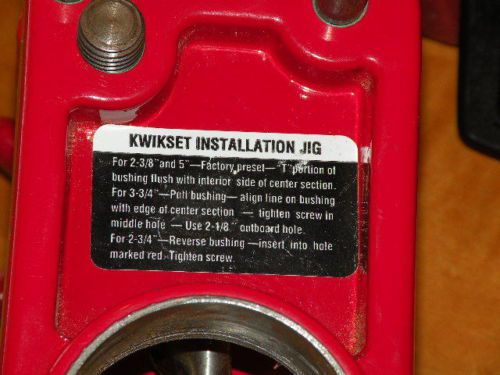 KWIKSET INSTALLATION JIG
For 2-3/8" and 5"—Factory preset— "T" portion of
bushing flush with interior side of center section.
For 3-3/4"—Pull bushing— align line on bushing
with edge of center section — tighten screw in
middle hole — Use 2-1/8" outboard hole.
For 2-3/4"—Reverse bushing—insert into hole
marked red. Tighten screw.